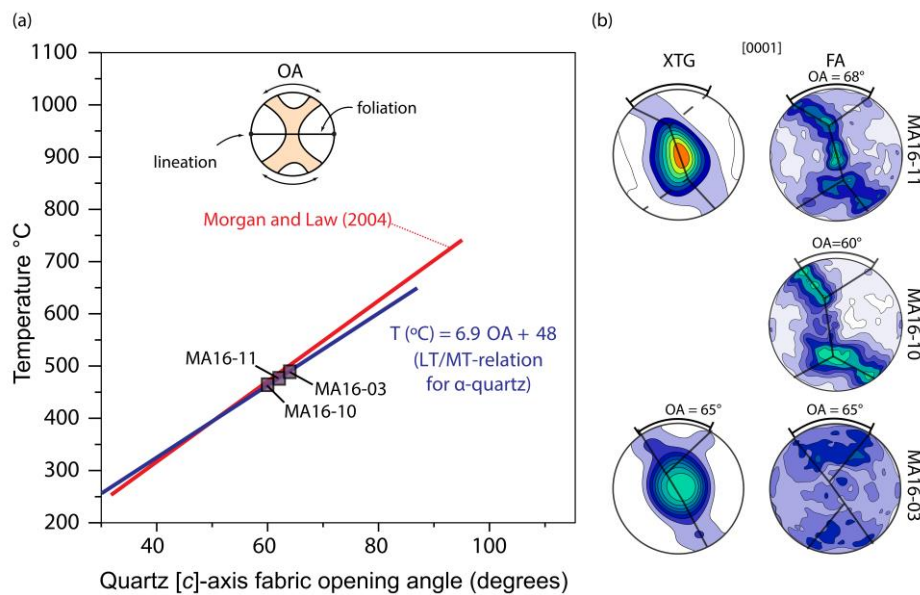 (a)
1100
1000
900
800
700
600
500
400
300
200
Temperature °C
40
60
80
100
Quartz [c]-axis fabric opening angle (degrees)
OA
foliation
lineation
Morgan and Law (2004)
T (ºC) = 6.9 OA + 48
(LT/MT-relation
for α-quartz)
MA16-11
MA16-03
MA16-10
(b)
[0001]
XTG
FA
OA = 68°
MA16-11
OA=60°
MA16-10
OA = 65°
OA = 65°
MA16-03